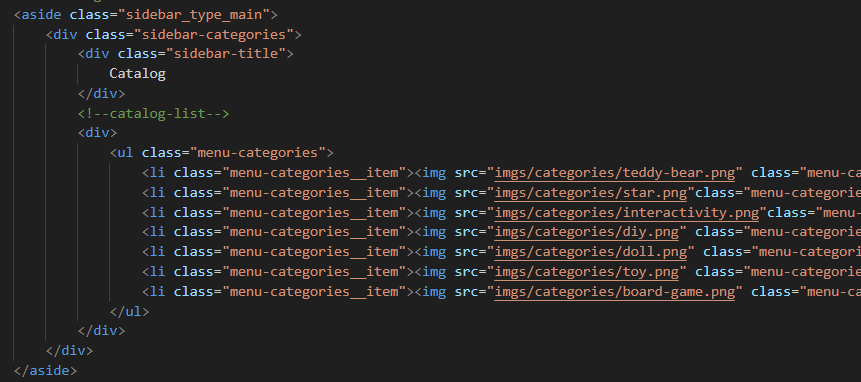 <aside class="sidebar_type_main">
<div class="sidebar-categories">
<div class="sidebar-title">
Catalog
</div>
<!--catalog-list-->
<div>
<ul class="menu-categories">
<li class="menu-categories__item"><img src="imgs/categories/teddy-bear.png" class="menu-ca
<li class="menu-categories__item"><img src="imgs/categories/star.png"class="menu-categorie
<li class="menu-categories__item"><img src="imgs/categories/interactivity.png"class="menu-
<li class="menu-categories__item"><img src="imgs/categories/diy.png" class="menu-categorie
<li class="menu-categories__item"><img src="imgs/categories/doll.png" class="menu-categori
<li class="menu-categories__item"><img src="imgs/categories/toy.png" class="menu-categorie
<li class="menu-categories__item"><img src="imgs/categories/board-game.png" class="menu-ca
</ul>
</div>
</div>
</aside>